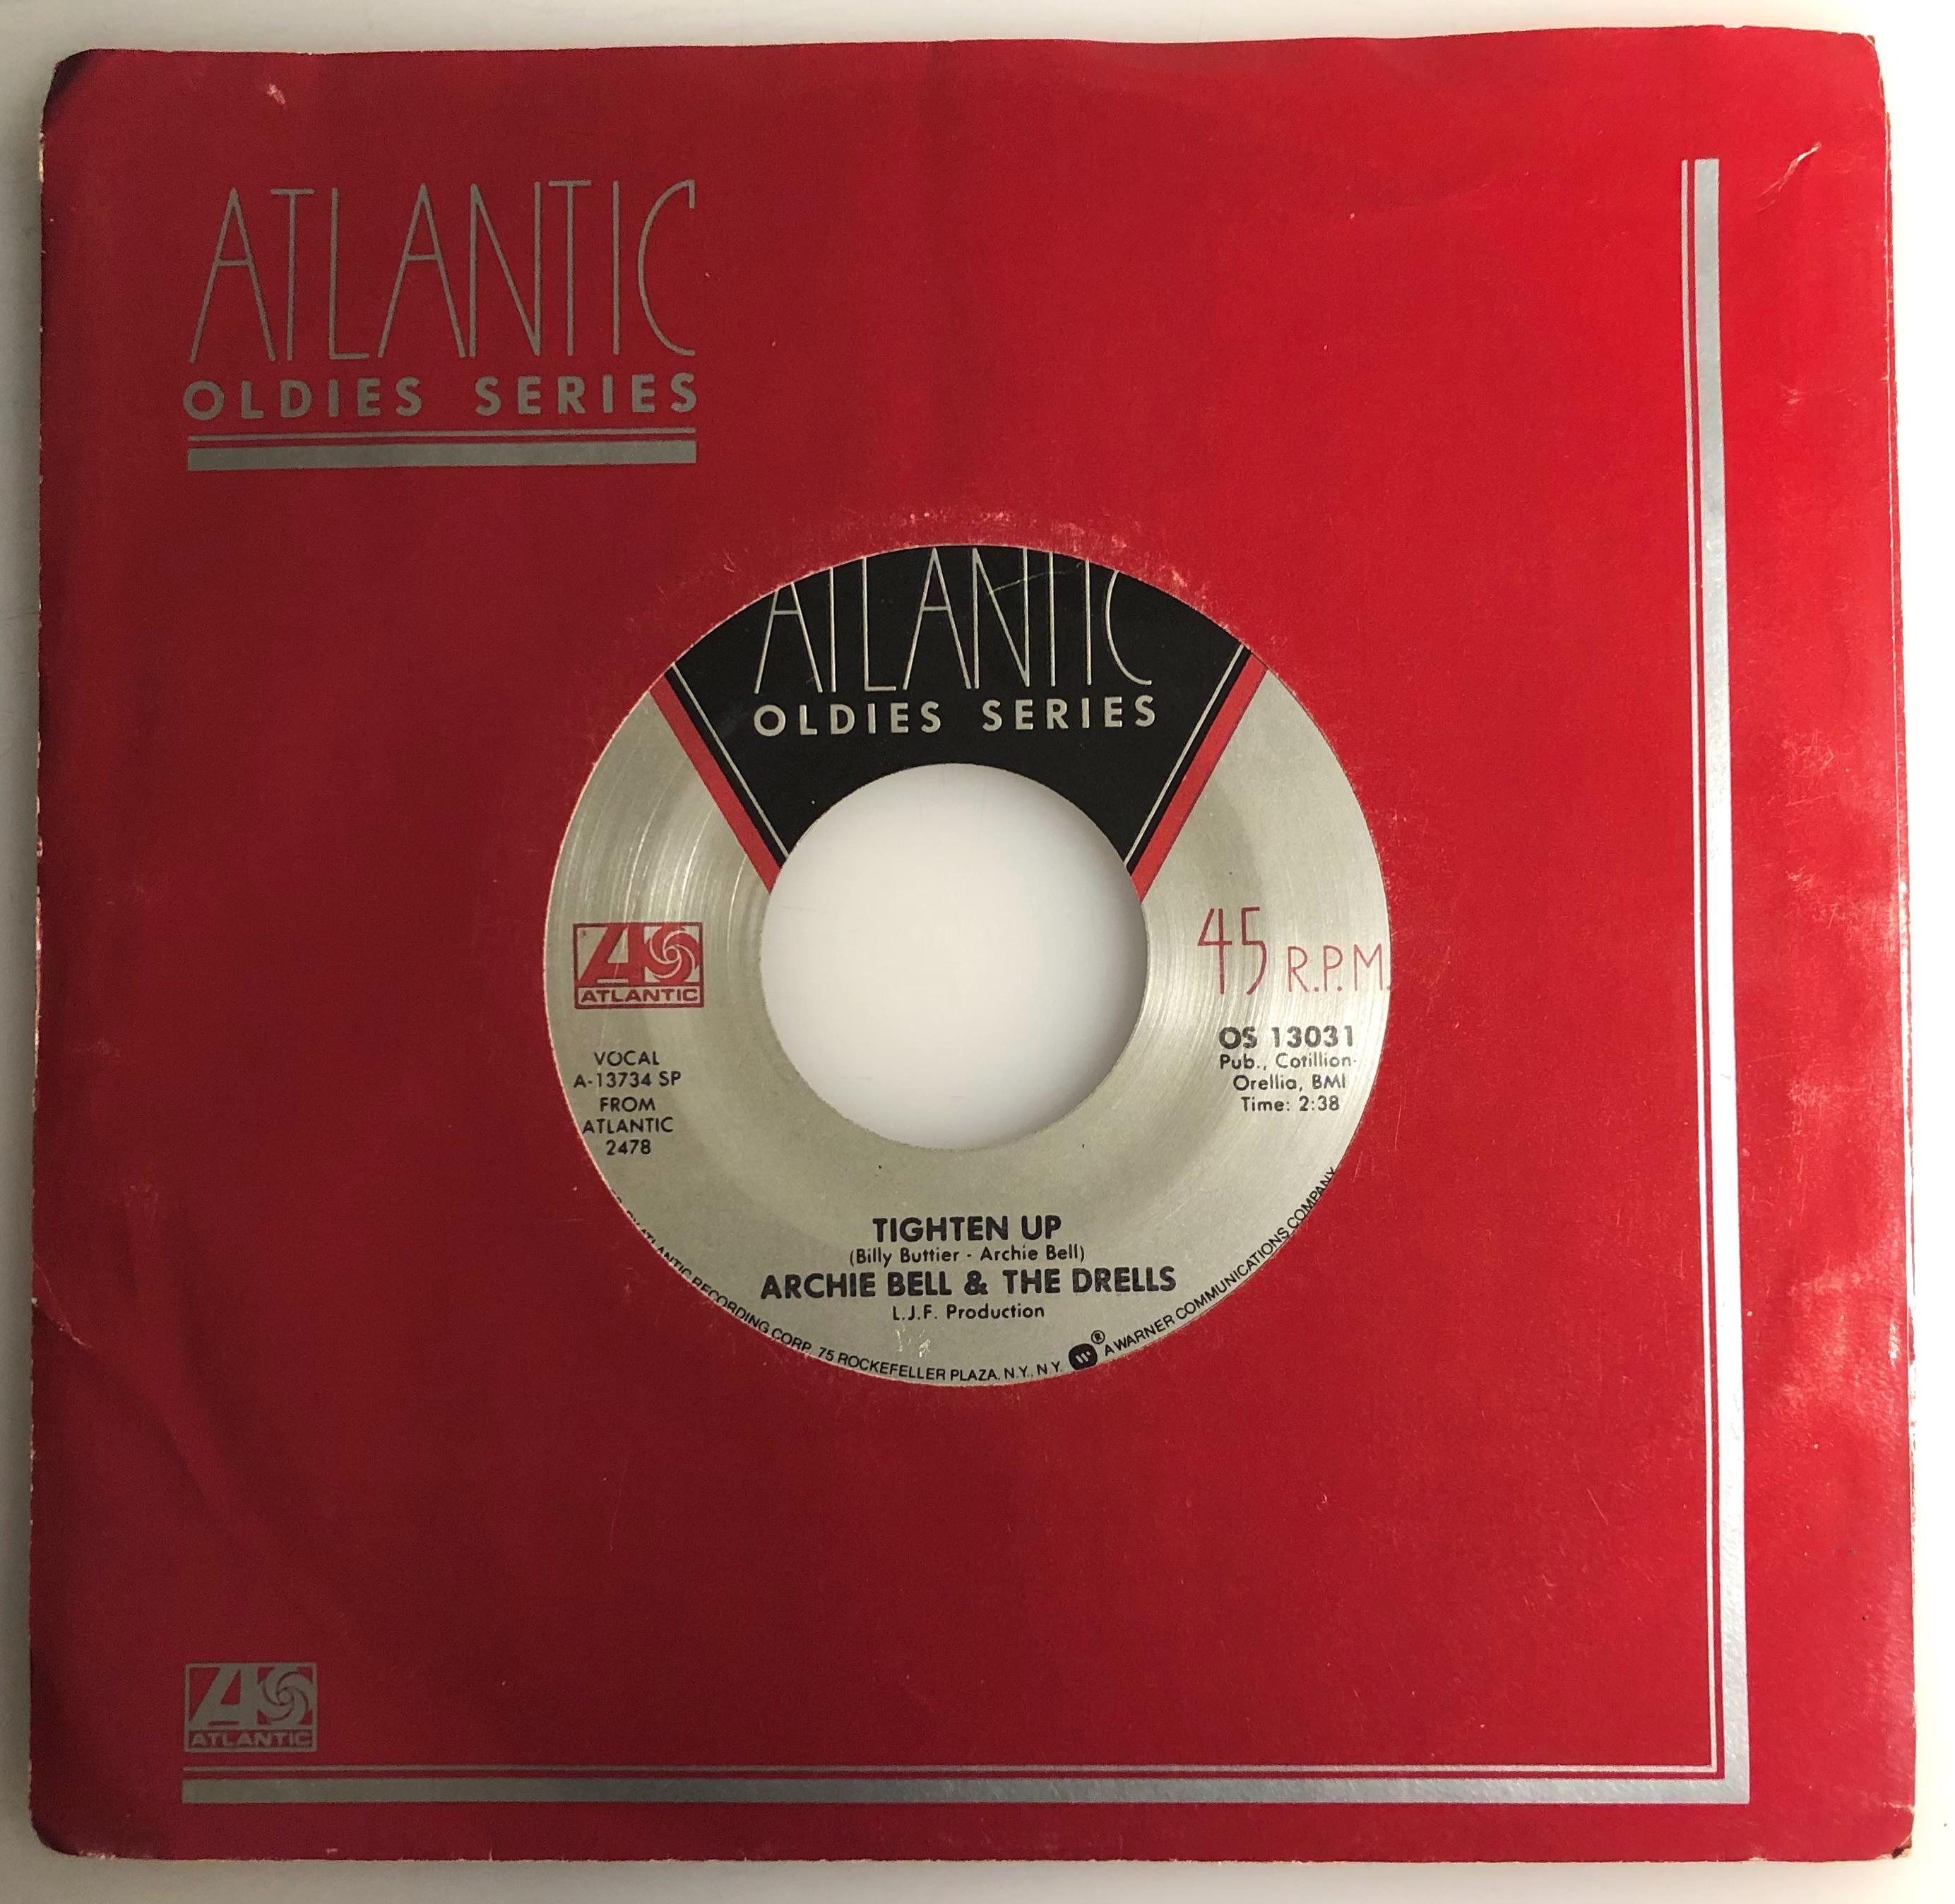 ATLANTIC
OLDIES SERIES
ATLANTIC
OLDIES SERIES
ATLANTIC
45 R.P.M.
VOCAL
A-13734 SP
FROM
ATLANTIC
2478
OS 13031
Pub., Cotillion-
Orellia, BMI
Time: 2:38
TIGHTEN UP
(Billy Buttier - Archie Bell)
ARCHIE BELL & THE DRELLS
L.J.F. Production
ATLANTIC RECORDING CORP. 75 ROCKEFELLER PLAZA, N.Y., N.Y. ® A WARNER COMMUNICATIONS COMPANY
ATLANTIC